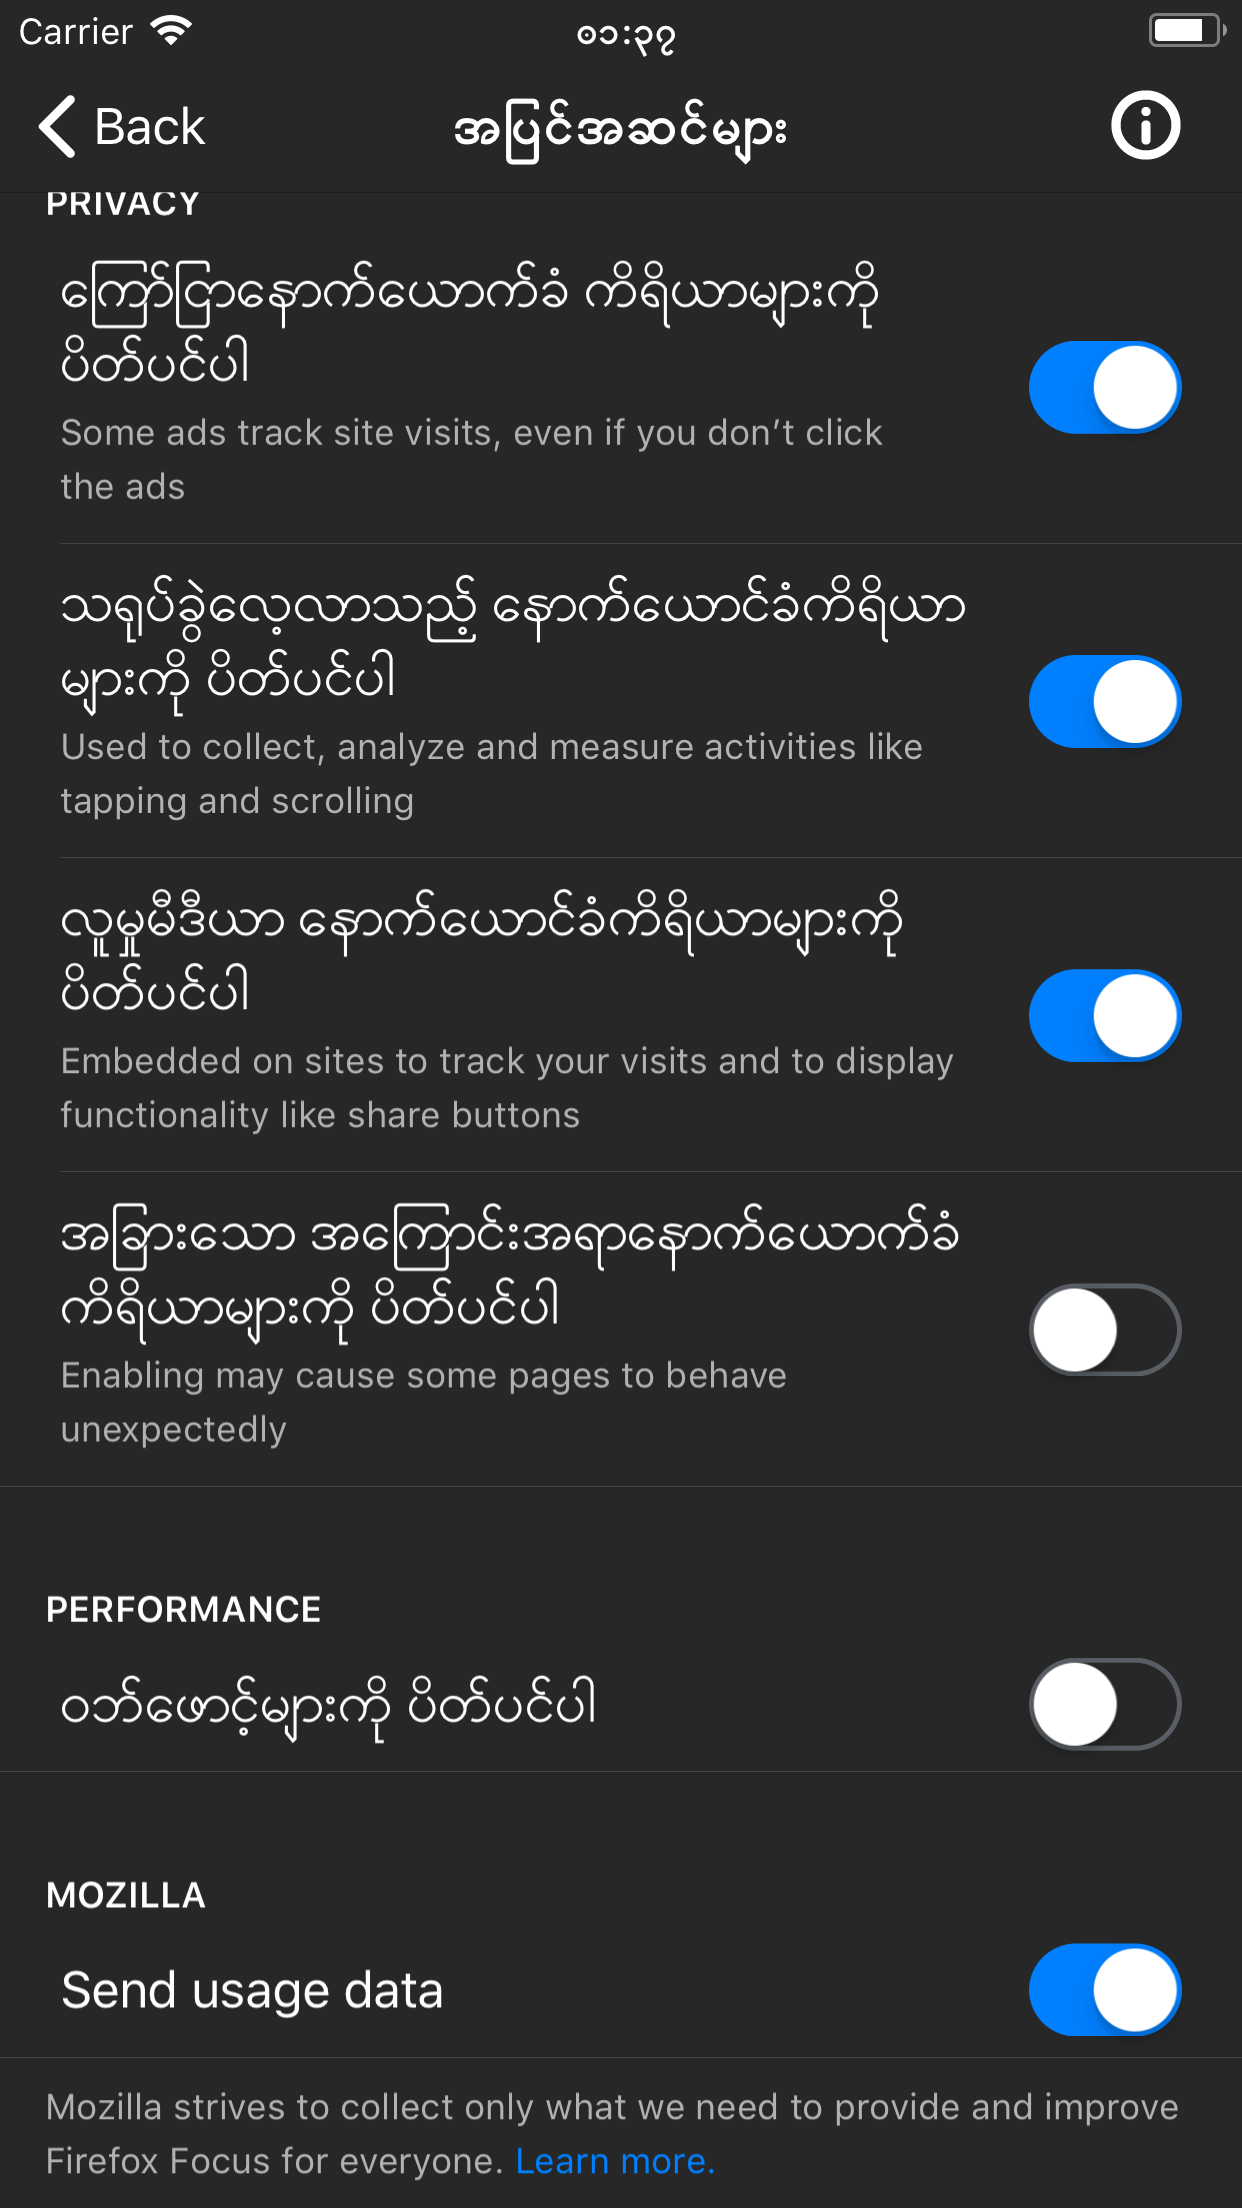 Carrier
၀၁:၃၇
Back
အပြင်အဆင်များ
PRIVACY
ကြော်ငြာနောက်ယောက်ခံ ကိရိယာများကို
ပိတ်ပင်ပါ
Some ads track site visits, even if you don’t click
the ads
သရုပ်ခွဲလေ့လာသည့် နောက်ယောင်ခံကိရိယာ
များကို ပိတ်ပင်ပါ
Used to collect, analyze and measure activities like
tapping and scrolling
လူမှုမီဒီယာ နောက်ယောင်ခံကိရိယာများကို
ပိတ်ပင်ပါ
Embedded on sites to track your visits and to display
functionality like share buttons
အခြားသော အကြောင်းအရာနောက်ယောက်ခံ
ကိရိယာများကို ပိတ်ပင်ပါ
Enabling may cause some pages to behave
unexpectedly
PERFORMANCE
ဝဘ်ဖောင့်များကို ပိတ်ပင်ပါ
MOZILLA
Send usage data
Mozilla strives to collect only what we need to provide and improve
Firefox Focus for everyone. Learn more.